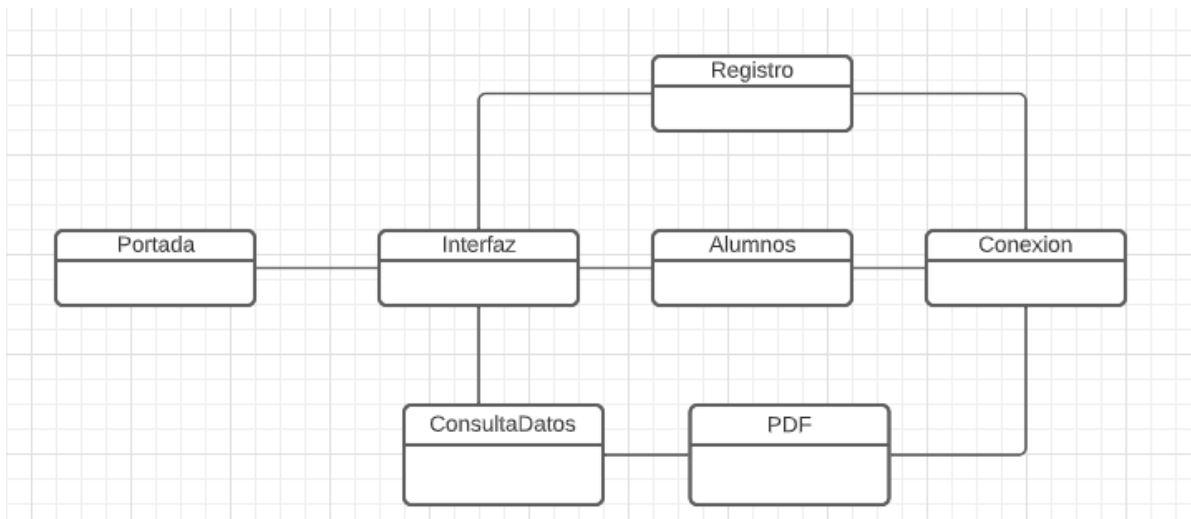 Registro
Portada
Interfaz
Alumnos
Conexion
ConsultaDatos
PDF